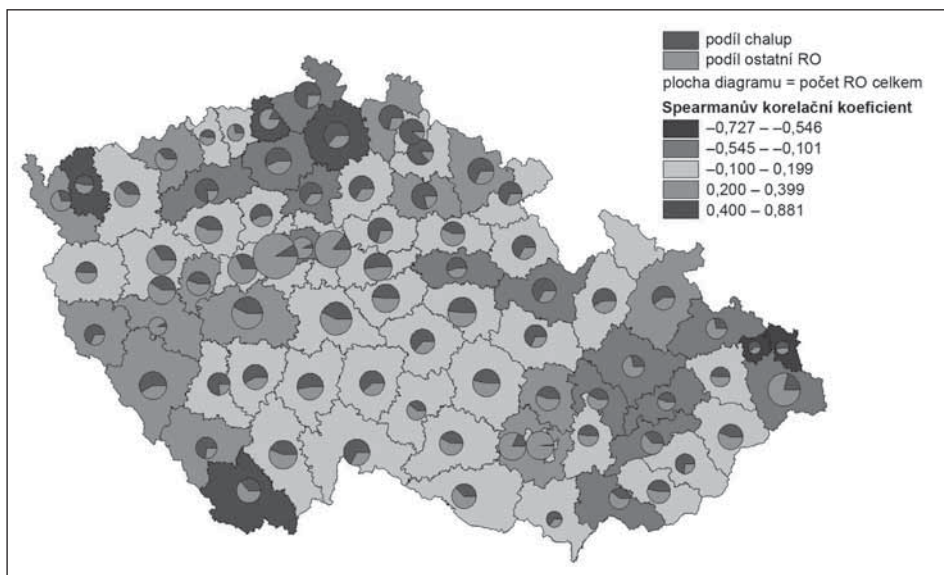 podíl chalup
podíl ostatní RO
plocha diagramu = počet RO celkem
Spearmanův korelační koeficient
–0,727 – –0,546
–0,545 – –0,101
–0,100 – 0,199
0,200 – 0,399
0,400 – 0,881